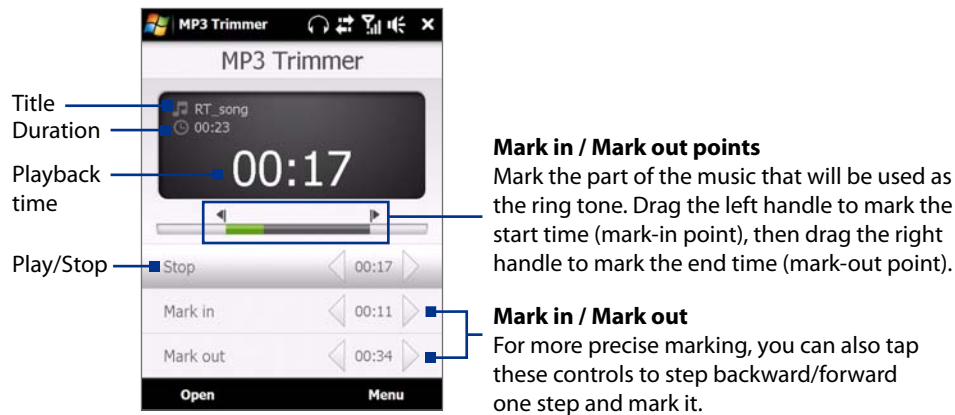 MP3 Trimmer
MP3 Trimmer
Title
RT_song
Duration
00:23
Playback
time
00:17
Play/Stop
Stop
00:17
Mark in
00:11
Mark out
00:34
Open
Menu
Mark in / Mark out points
Mark the part of the music that will be used as
the ring tone. Drag the left handle to mark the
start time (mark-in point), then drag the right
handle to mark the end time (mark-out point).
Mark in / Mark out
For more precise marking, you can also tap
these controls to step backward/forward
one step and mark it.